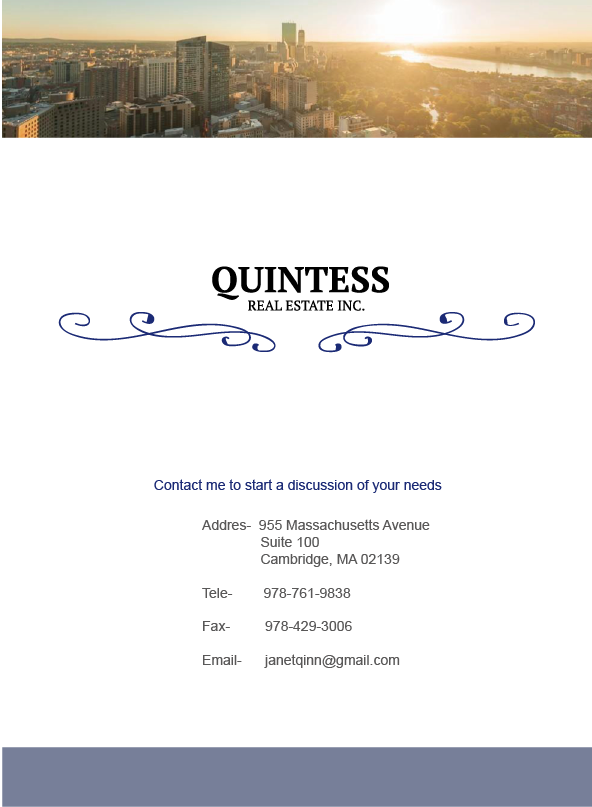 QUINTESS
REAL ESTATE INC.
Contact me to start a discussion of your needs
Addres- 955 Massachusetts Avenue
Suite 100
Cambridge, MA 02139
Tele- 978-761-9838
Fax- 978-429-3006
Email- janetqinn@gmail.com